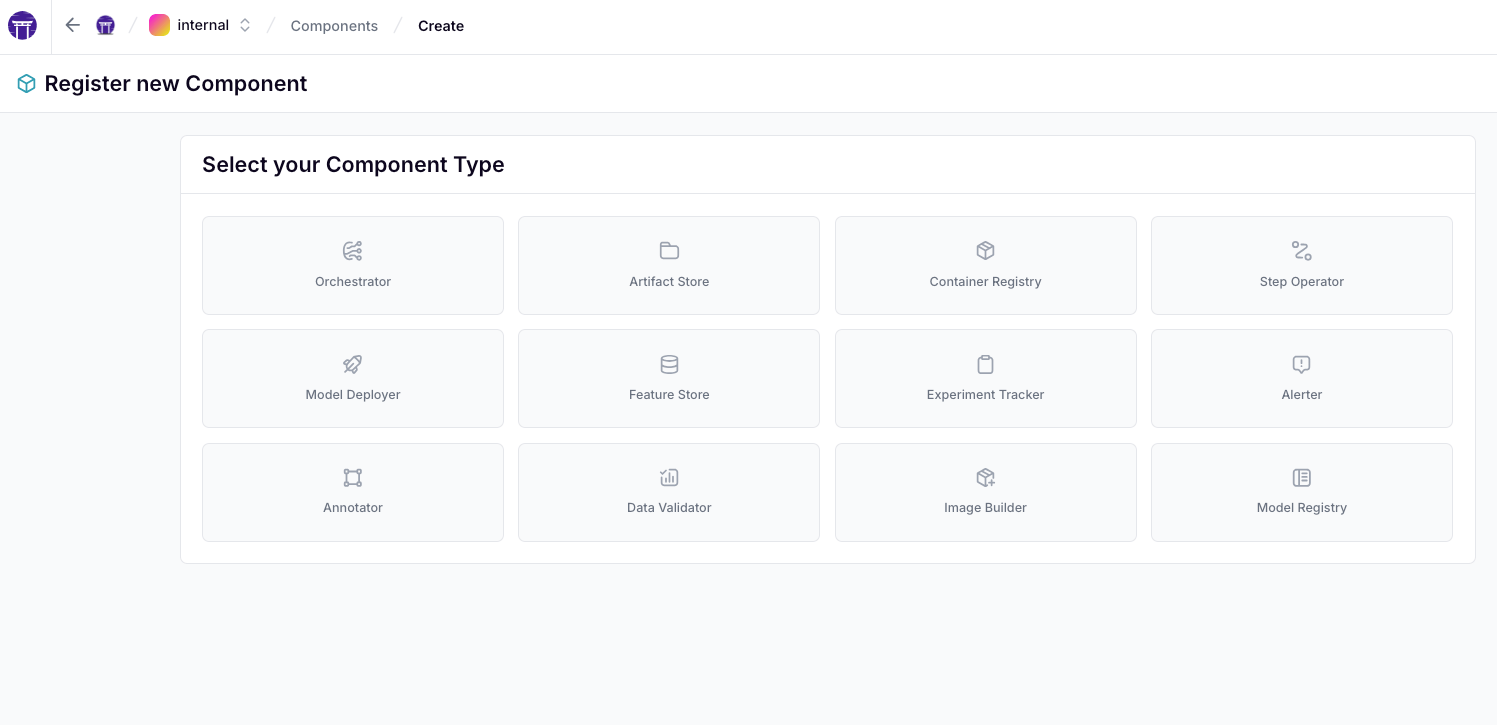 internal
Components
Create
Register new Component
Select your Component Type
Orchestrator
Artifact Store
Container Registry
Step Operator
Model Deployer
Feature Store
Experiment Tracker
Alerter
Annotator
Data Validator
Image Builder
Model Registry